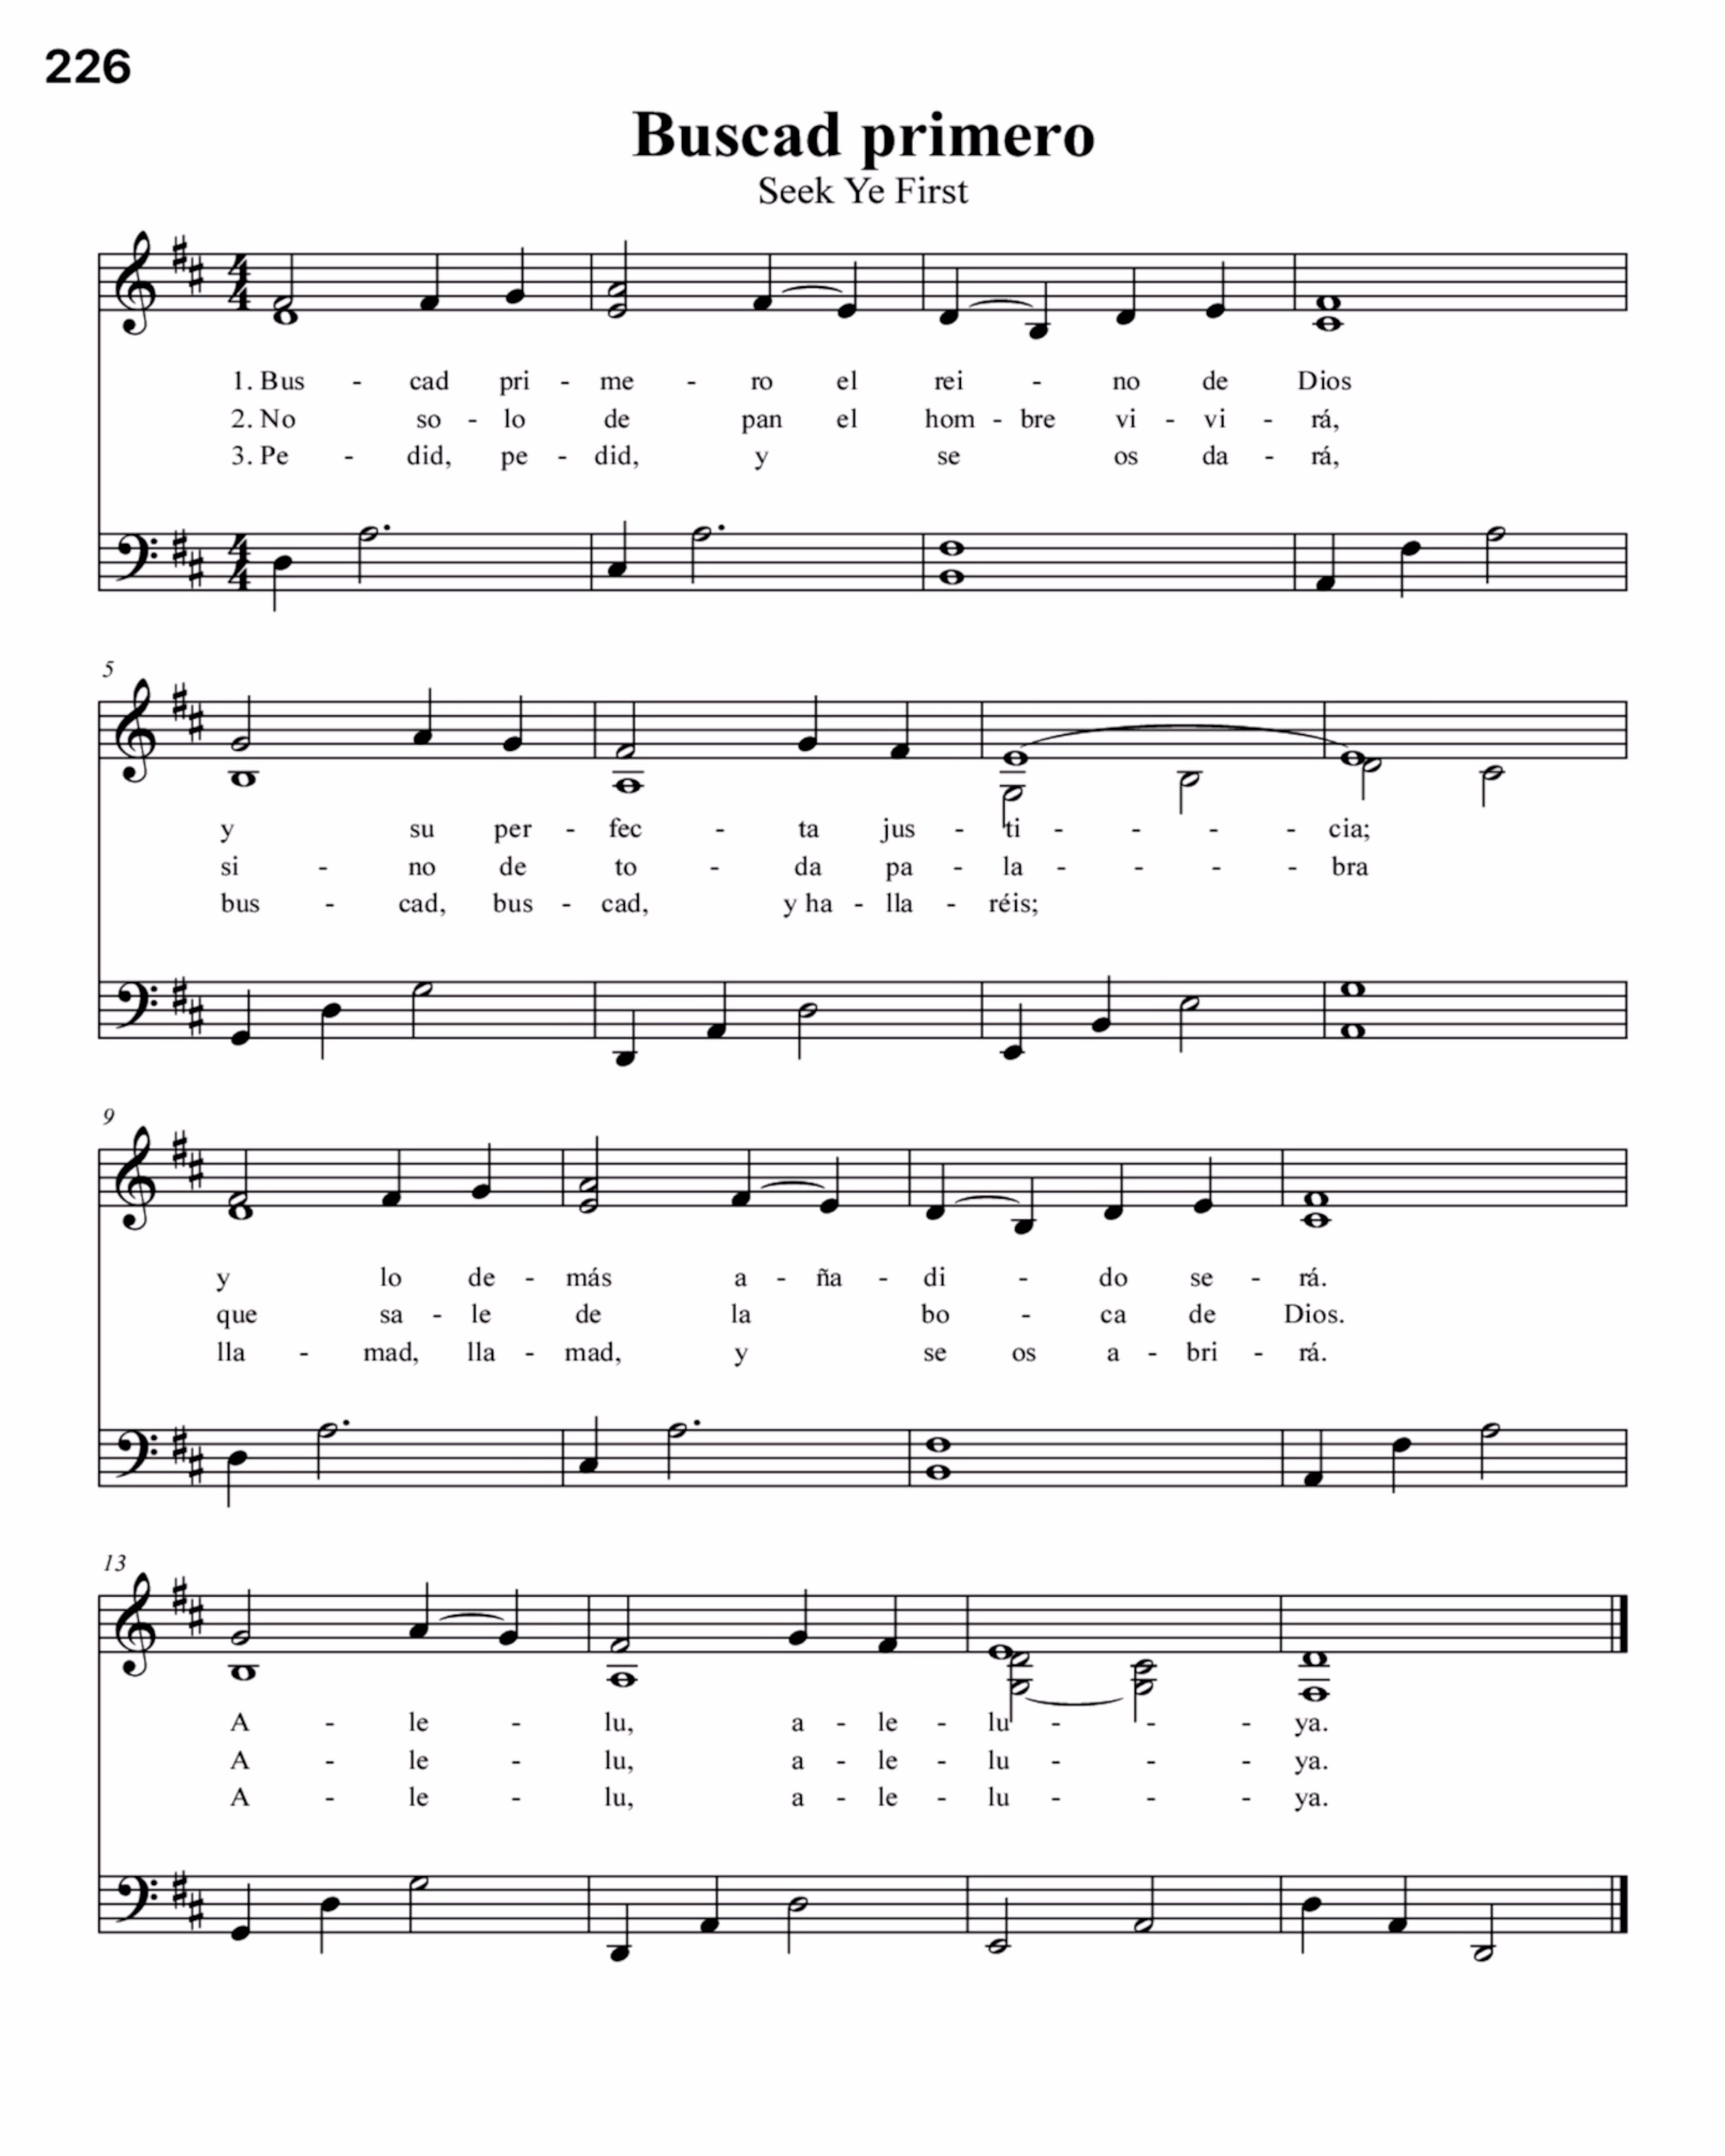 226
Buscad primero
Seek Ye First
1. Bus - cad pri - me - ro el rei - no de Dios
2. No so - lo de pan el hom - bre vi - vi - rá,
3. Pe - did, pe - did, y se os da - rá,
5
y su per - fec - ta jus - ti - - - - cia;
si - no de to - da pa - la - - - - bra
bus - cad, bus - cad, y ha - lla - réis;
9
y lo de - más a - ña - di - do se - rá.
que sa - le de la bo - ca de Dios.
lla - mad, lla - mad, y se os a - bri - rá.
13
A - le - lu, a - le - lu - - - ya.
A - le - lu, a - le - lu - - - ya.
A - le - lu, a - le - lu - - - ya.